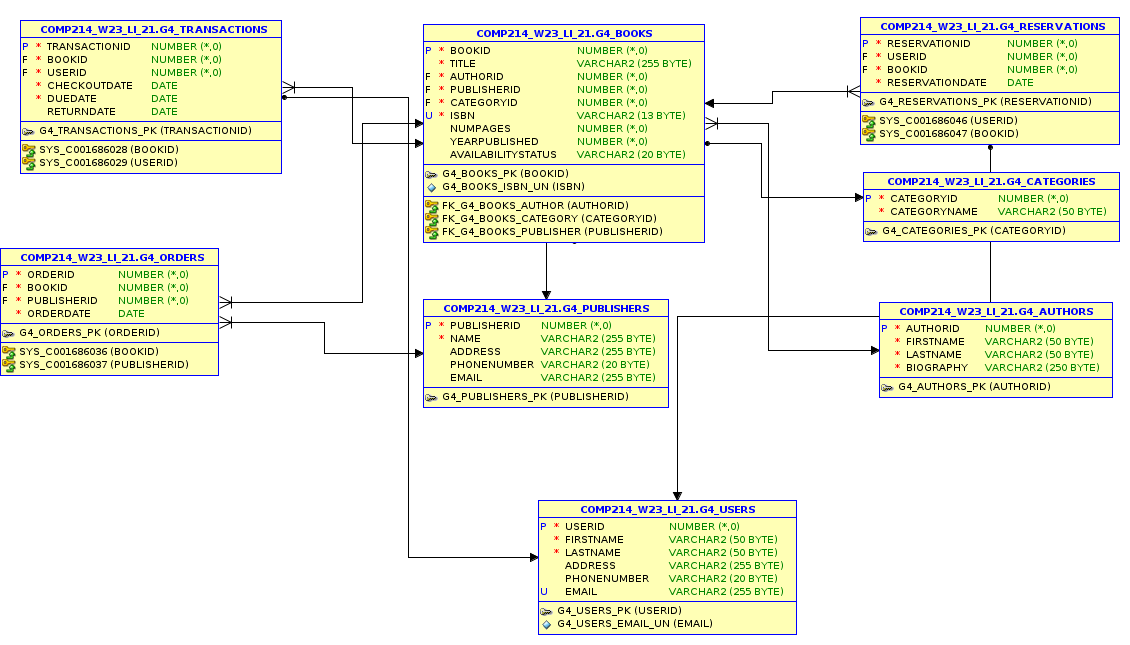 COMP214_W23_LI_21.G4_TRANSACTIONS
P * TRANSACTIONID NUMBER (*,0)
F * BOOKID NUMBER (*,0)
F * USERID NUMBER (*,0)
* CHECKOUTDATE DATE
* DUEDATE DATE
RETURNDATE DATE
G4_TRANSACTIONS_PK (TRANSACTIONID)
SYS_C001686028 (BOOKID)
SYS_C001686029 (USERID)
COMP214_W23_LI_21.G4_BOOKS
P * BOOKID NUMBER (*,0)
* TITLE VARCHAR2 (255 BYTE)
F * AUTHORID NUMBER (*,0)
F * PUBLISHERID NUMBER (*,0)
F * CATEGORYID NUMBER (*,0)
U * ISBN VARCHAR2 (13 BYTE)
NUMPAGES NUMBER (*,0)
YEARPUBLISHED NUMBER (*,0)
AVAILABILITYSTATUS VARCHAR2 (20 BYTE)
G4_BOOKS_PK (BOOKID)
G4_BOOKS_ISBN_UN (ISBN)
FK_G4_BOOKS_AUTHOR (AUTHORID)
FK_G4_BOOKS_CATEGORY (CATEGORYID)
FK_G4_BOOKS_PUBLISHER (PUBLISHERID)
COMP214_W23_LI_21.G4_RESERVATIONS
P * RESERVATIONID NUMBER (*,0)
F * USERID NUMBER (*,0)
F * BOOKID NUMBER (*,0)
* RESERVATIONDATE DATE
G4_RESERVATIONS_PK (RESERVATIONID)
SYS_C001686046 (USERID)
SYS_C001686047 (BOOKID)
COMP214_W23_LI_21.G4_CATEGORIES
P * CATEGORYID NUMBER (*,0)
* CATEGORYNAME VARCHAR2 (50 BYTE)
G4_CATEGORIES_PK (CATEGORYID)
COMP214_W23_LI_21.G4_ORDERS
P * ORDERID NUMBER (*,0)
F * BOOKID NUMBER (*,0)
F * PUBLISHERID NUMBER (*,0)
* ORDERDATE DATE
G4_ORDERS_PK (ORDERID)
SYS_C001686036 (BOOKID)
SYS_C001686037 (PUBLISHERID)
COMP214_W23_LI_21.G4_PUBLISHERS
P * PUBLISHERID NUMBER (*,0)
* NAME VARCHAR2 (255 BYTE)
ADDRESS VARCHAR2 (255 BYTE)
PHONENUMBER VARCHAR2 (20 BYTE)
EMAIL VARCHAR2 (255 BYTE)
G4_PUBLISHERS_PK (PUBLISHERID)
COMP214_W23_LI_21.G4_AUTHORS
P * AUTHORID NUMBER (*,0)
* FIRSTNAME VARCHAR2 (50 BYTE)
* LASTNAME VARCHAR2 (50 BYTE)
* BIOGRAPHY VARCHAR2 (250 BYTE)
G4_AUTHORS_PK (AUTHORID)
COMP214_W23_LI_21.G4_USERS
P * USERID NUMBER (*,0)
* FIRSTNAME VARCHAR2 (50 BYTE)
* LASTNAME VARCHAR2 (50 BYTE)
ADDRESS VARCHAR2 (255 BYTE)
PHONENUMBER VARCHAR2 (20 BYTE)
U EMAIL VARCHAR2 (255 BYTE)
G4_USERS_PK (USERID)
G4_USERS_EMAIL_UN (EMAIL)